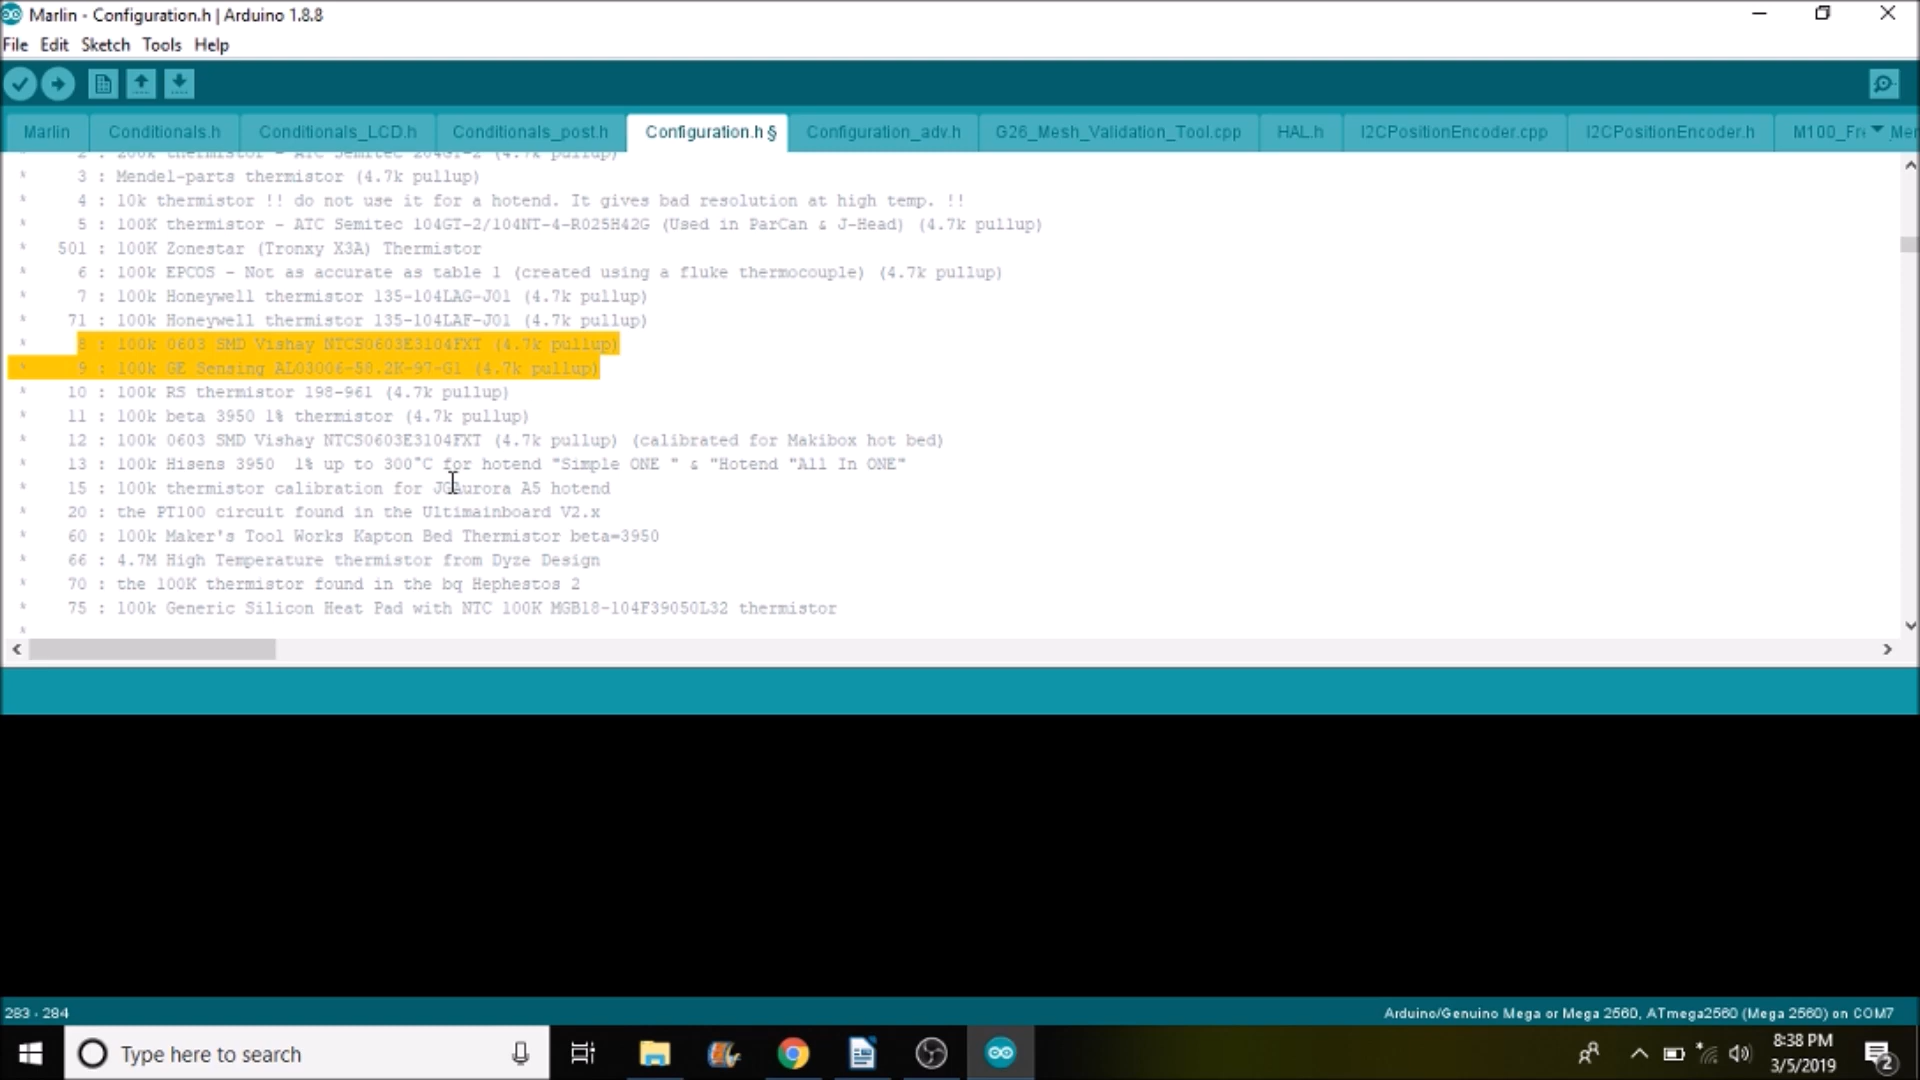 Marlin - Configuration.h | Arduino 1.8.8
File Edit Sketch Tools Help
Marlin Conditionals.h Conditionals_LCD.h Conditionals_post.h Configuration.h § Configuration_adv.h G26_Mesh_Validation_Tool.cpp HAL.h I2CPositionEncoder.cpp I2CPositionEncoder.h M100_Fr Mer
2 : 200k thermistor - ATC Semitec 204GT-2 (4.7k pullup)
* 3 : Mendel-parts thermistor (4.7k pullup)
* 4 : 10k thermistor !! do not use it for a hotend. It gives bad resolution at high temp. !!
* 5 : 100K thermistor - ATC Semitec 104GT-2/104NT-4-R025H42G (Used in ParCan & J-Head) (4.7k pullup)
* 501 : 100K Zonestar (Tronxy X3A) Thermistor
* 6 : 100k EPCOS - Not as accurate as table 1 (created using a fluke thermocouple) (4.7k pullup)
* 7 : 100k Honeywell thermistor 135-104LAG-J01 (4.7k pullup)
* 71 : 100k Honeywell thermistor 135-104LAF-J01 (4.7k pullup)
* 8 : 100k 0603 SMD Vishay NTCS0603E3104FXT (4.7k pullup)
* 9 : 100k GE Sensing AL03006-58.2K-97-G1 (4.7k pullup)
* 10 : 100k RS thermistor 198-961 (4.7k pullup)
* 11 : 100k beta 3950 1% thermistor (4.7k pullup)
* 12 : 100k 0603 SMD Vishay NTCS0603E3104FXT (4.7k pullup) (calibrated for Makibox hot bed)
* 13 : 100k Hisens 3950  1% up to 300°C for hotend "Simple ONE " & "Hotend "All In ONE"
* 15 : 100k thermistor calibration for JGAurora A5 hotend
* 20 : the PT100 circuit found in the Ultimainboard V2.x
* 60 : 100k Maker's Tool Works Kapton Bed Thermistor beta=3950
* 66 : 4.7M High Temperature thermistor from Dyze Design
* 70 : the 100K thermistor found in the bq Hephestos 2
* 75 : 100k Generic Silicon Heat Pad with NTC 100K MGB18-104F39050L32 thermistor
*
283 - 284 Arduino/Genuino Mega or Mega 2560, ATmega2560 (Mega 2560) on COM7
Type here to search
8:38 PM
3/5/2019
2